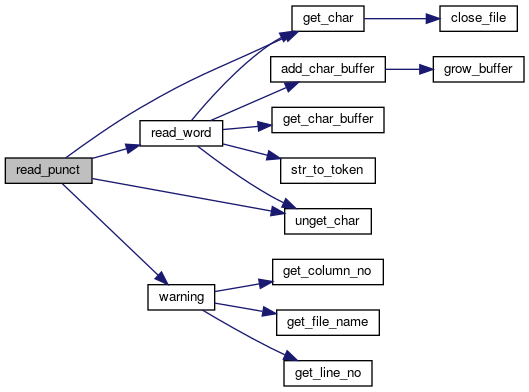 get_char
close_file
add_char_buffer
grow_buffer
get_char_buffer
read_word
str_to_token
read_punct
unget_char
get_column_no
warning
get_file_name
get_line_no